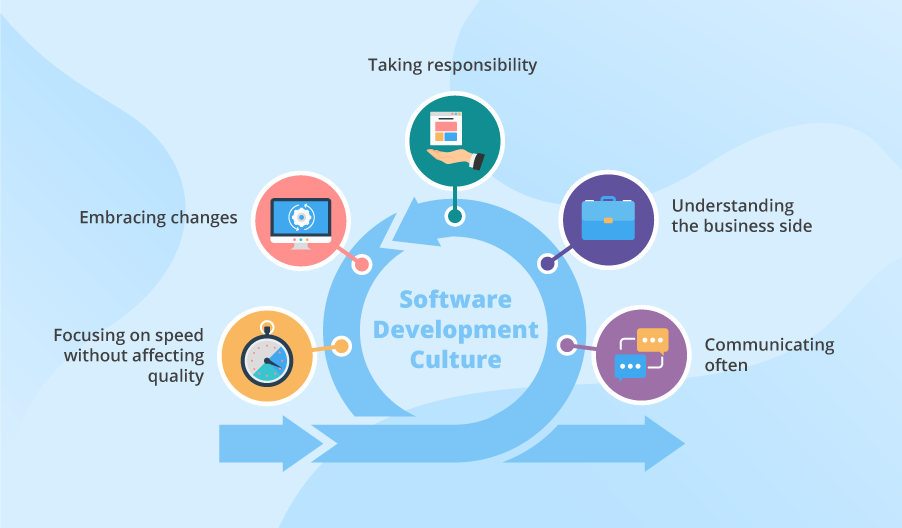 Taking responsibility
Embracing changes
Understanding
the business side
Software
Development
Culture
Focusing on speed
without affecting
quality
Communicating
often